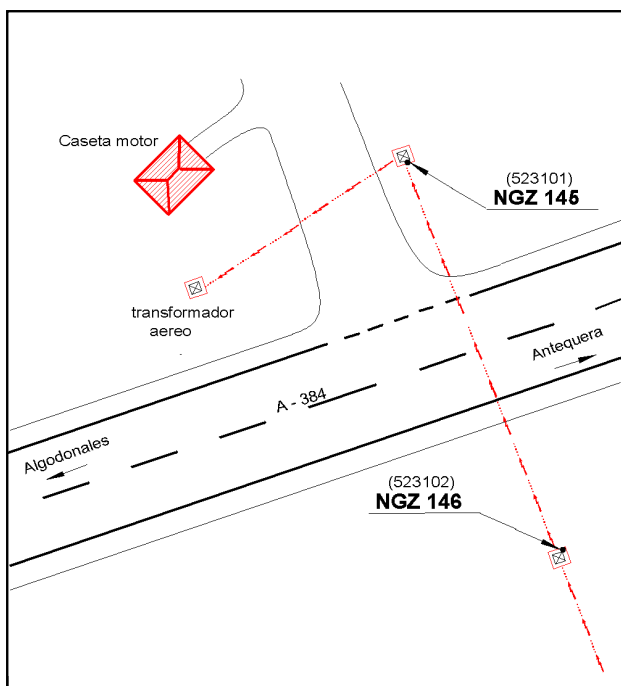 Caseta motor
(523101)
NGZ 145
transformador
aereo
Antequera
A - 384
Algodonales
(523102)
NGZ 146